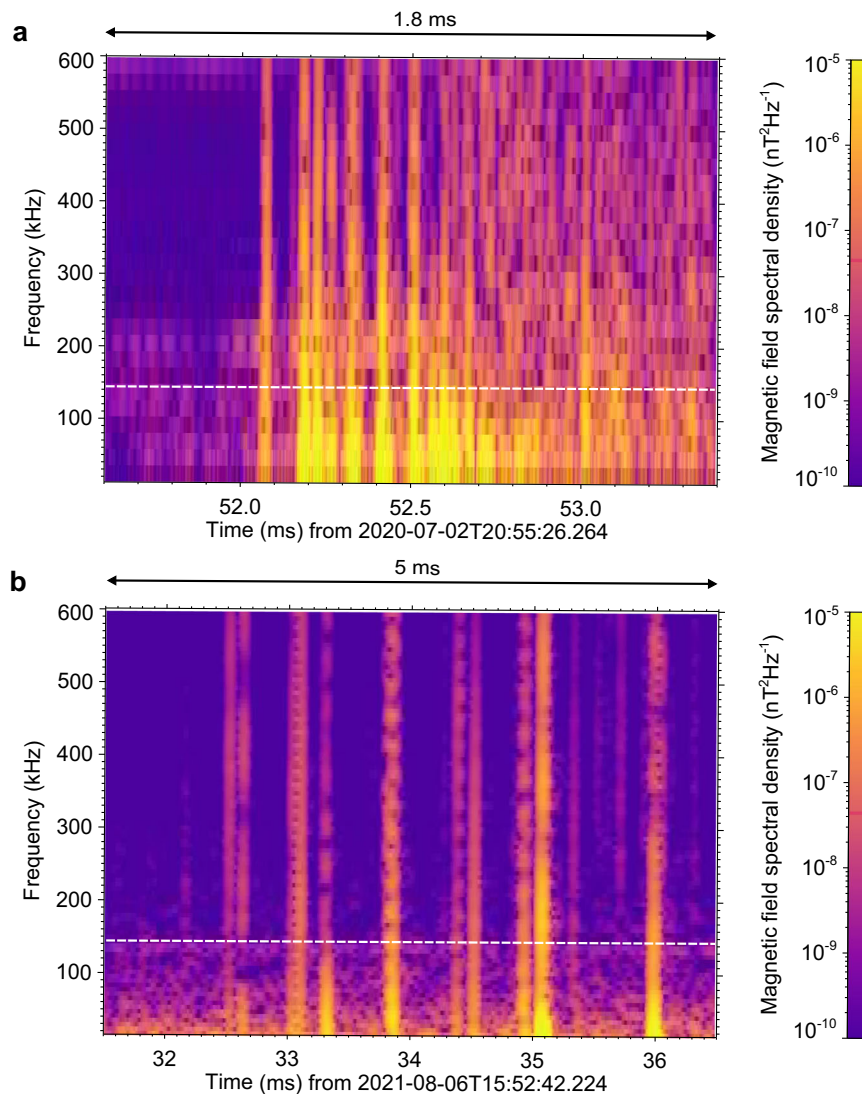 a
1.8 ms
600
500
400
300
200
100
Frequency (kHz)
52.0 52.5 53.0
Time (ms) from 2020-07-02T20:55:26.264
10⁻⁵
10⁻⁶
10⁻⁷
10⁻⁸
10⁻⁹
10⁻¹⁰
Magnetic field spectral density (nT²Hz⁻¹)
b
5 ms
600
500
400
300
200
100
Frequency (kHz)
32 33 34 35 36
Time (ms) from 2021-08-06T15:52:42.224
10⁻⁵
10⁻⁶
10⁻⁷
10⁻⁸
10⁻⁹
10⁻¹⁰
Magnetic field spectral density (nT²Hz⁻¹)